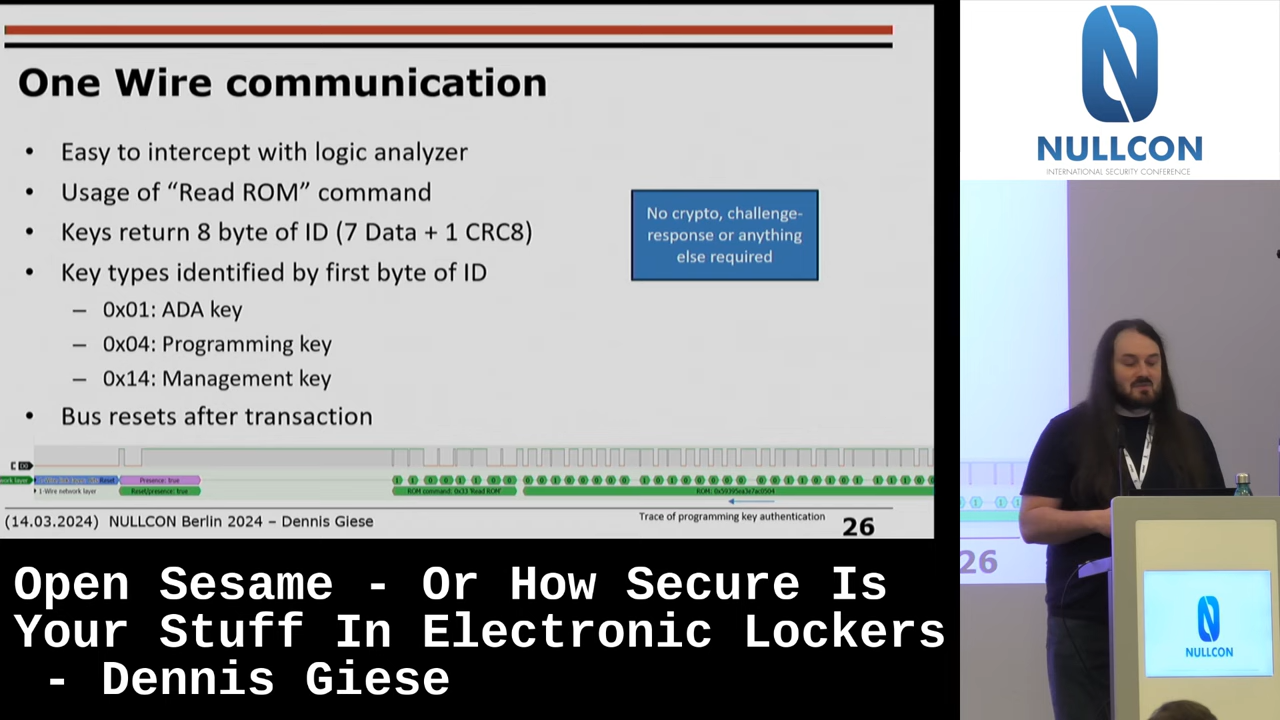 One Wire communication
• Easy to intercept with logic analyzer
• Usage of “Read ROM” command
• Keys return 8 byte of ID (7 Data + 1 CRC8)
• Key types identified by first byte of ID
– 0x01: ADA key
– 0x04: Programming key
– 0x14: Management key
• Bus resets after transaction
No crypto, challenge-
response or anything
else required
Reset
Presence: true
1-Wire network layer
Reset/presence: true
ROM command: 0x33 'Read ROM'
Trace of programming key authentication
(14.03.2024) NULLCON Berlin 2024 – Dennis Giese
26
Open Sesame - Or How Secure Is
Your Stuff In Electronic Lockers
- Dennis Giese
NULLCON
INTERNATIONAL SECURITY CONFERENCE
26
NULLCON